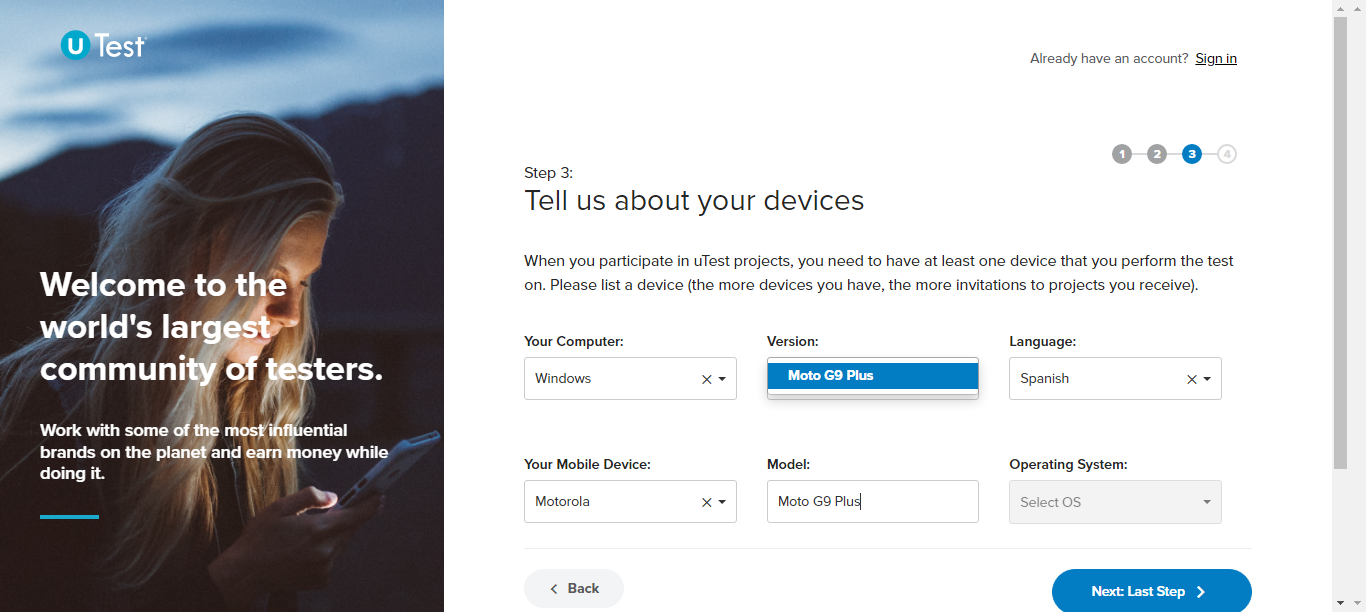 U Test
Already have an account? Sign in
1 2 3 4
Step 3:
Tell us about your devices
When you participate in uTest projects, you need to have at least one device that you perform the test
on. Please list a device (the more devices you have, the more invitations to projects you receive).
Welcome to the
world's largest
community of testers.
Work with some of the most influential
brands on the planet and earn money while
doing it.
Your Computer: Version: Language:
Windows Moto G9 Plus Spanish
Your Mobile Device: Model: Operating System:
Motorola Moto G9 Plus Select OS
Back Next: Last Step